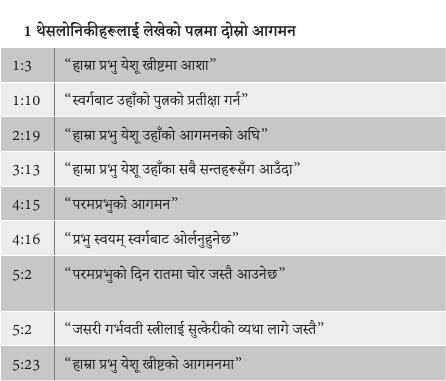 1 थेसलोनिकीहरूलाई लेखेको पत्रमा दोस्रो आगमन
1:3 “हाम्रा प्रभु येशू ख्रीष्टमा आशा”
1:10 “स्वर्गबाट उहाँको पुत्रको प्रतीक्षा गर्न”
2:19 “हाम्रा प्रभु येशू उहाँको आगमनको अघि”
3:13 “हाम्रा प्रभु येशू उहाँका सबै सन्तहरूसँग आउँदा”
4:15 “परमप्रभुको आगमन”
4:16 “प्रभु स्वयम् स्वर्गबाट ओर्लनुहुनेछ”
5:2 “परमप्रभुको दिन रातमा चोर जस्तै आउनेछ”
5:2 “जसरी गर्भवती स्त्रीलाई सुत्केरीको व्यथा लागे जस्तै”
5:23 “हाम्रा प्रभु येशू ख्रीष्टको आगमनमा”